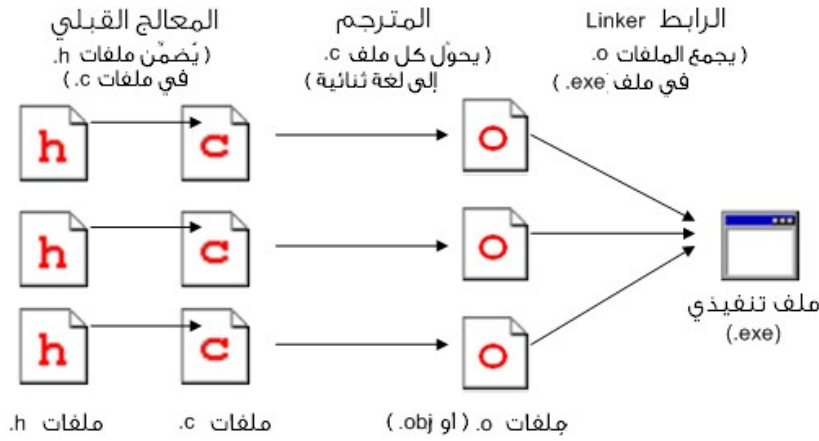 المعالج القبلي
( يُضمّن ملفات h.
في ملفات c. )
المترجم
( يحوّل كل ملف c.
إلى لغة ثنائية )
الرابط Linker
( يجمع الملفات o.
في ملف exe. )
h
c
o
h
c
o
h
c
o
ملف تنفيذي
(.exe)
ملفات h.
ملفات c.
ملفات o. ( أو obj. )